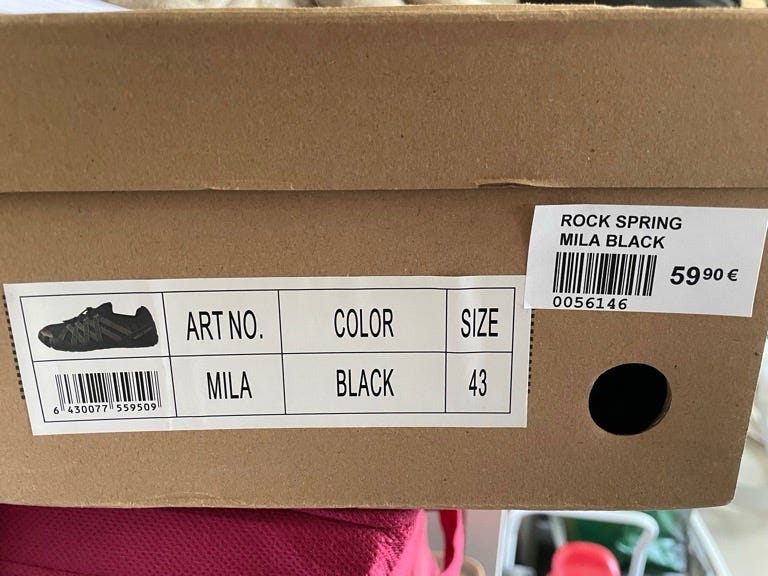 ROCK SPRING
MILA BLACK
59 90 €
0056146
ART NO. COLOR SIZE
MILA BLACK 43
6 430077 559509